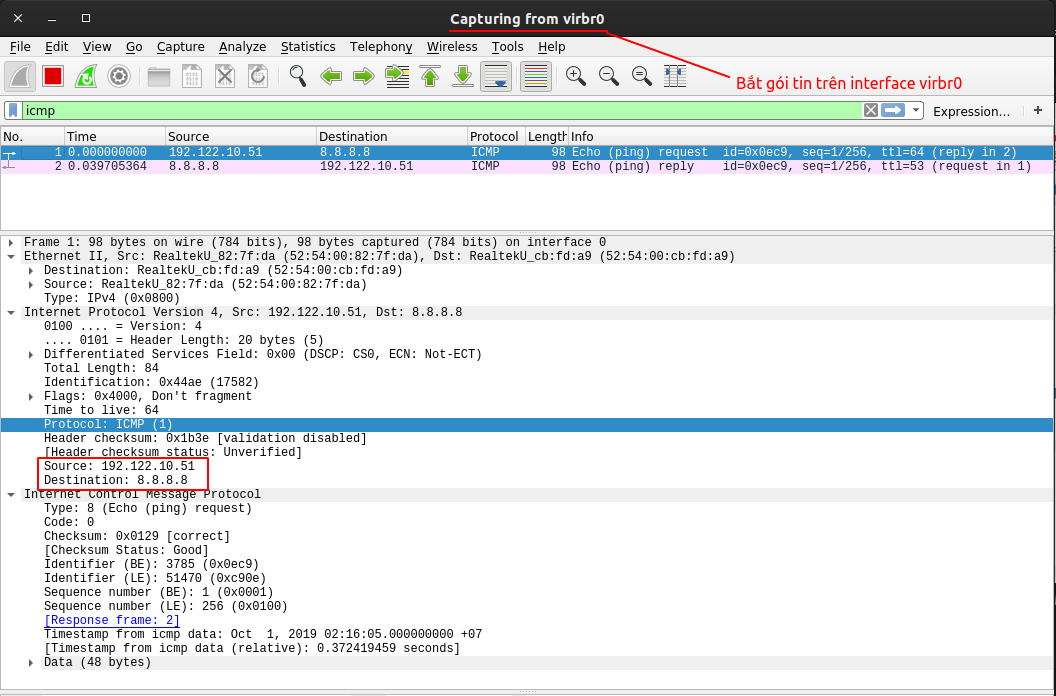 Capturing from virbr0
File Edit View Go Capture Analyze Statistics Telephony Wireless Tools Help
Bắt gói tin trên interface virbr0
icmp
Expression…
+
No. Time Source Destination Protocol Length Info
1 0.000000000 192.122.10.51 8.8.8.8 ICMP 98 Echo (ping) request id=0x0ec9, seq=1/256, ttl=64 (reply in 2)
2 0.039705364 8.8.8.8 192.122.10.51 ICMP 98 Echo (ping) reply id=0x0ec9, seq=1/256, ttl=53 (request in 1)
Frame 1: 98 bytes on wire (784 bits), 98 bytes captured (784 bits) on interface 0
Ethernet II, Src: RealtekU_82:7f:da (52:54:00:82:7f:da), Dst: RealtekU_cb:fd:a9 (52:54:00:cb:fd:a9)
Destination: RealtekU_cb:fd:a9 (52:54:00:cb:fd:a9)
Source: RealtekU_82:7f:da (52:54:00:82:7f:da)
Type: IPv4 (0x0800)
Internet Protocol Version 4, Src: 192.122.10.51, Dst: 8.8.8.8
0100 .... = Version: 4
.... 0101 = Header Length: 20 bytes (5)
Differentiated Services Field: 0x00 (DSCP: CS0, ECN: Not-ECT)
Total Length: 84
Identification: 0x44ae (17582)
Flags: 0x4000, Don't fragment
Time to live: 64
Protocol: ICMP (1)
Header checksum: 0x1b3e [validation disabled]
[Header checksum status: Unverified]
Source: 192.122.10.51
Destination: 8.8.8.8
Internet Control Message Protocol
Type: 8 (Echo (ping) request)
Code: 0
Checksum: 0x0129 [correct]
[Checksum Status: Good]
Identifier (BE): 3785 (0x0ec9)
Identifier (LE): 51470 (0xc90e)
Sequence number (BE): 1 (0x0001)
Sequence number (LE): 256 (0x0100)
[Response frame: 2]
Timestamp from icmp data: Oct  1, 2019 02:16:05.000000000 +07
[Timestamp from icmp data (relative): 0.372419459 seconds]
Data (48 bytes)